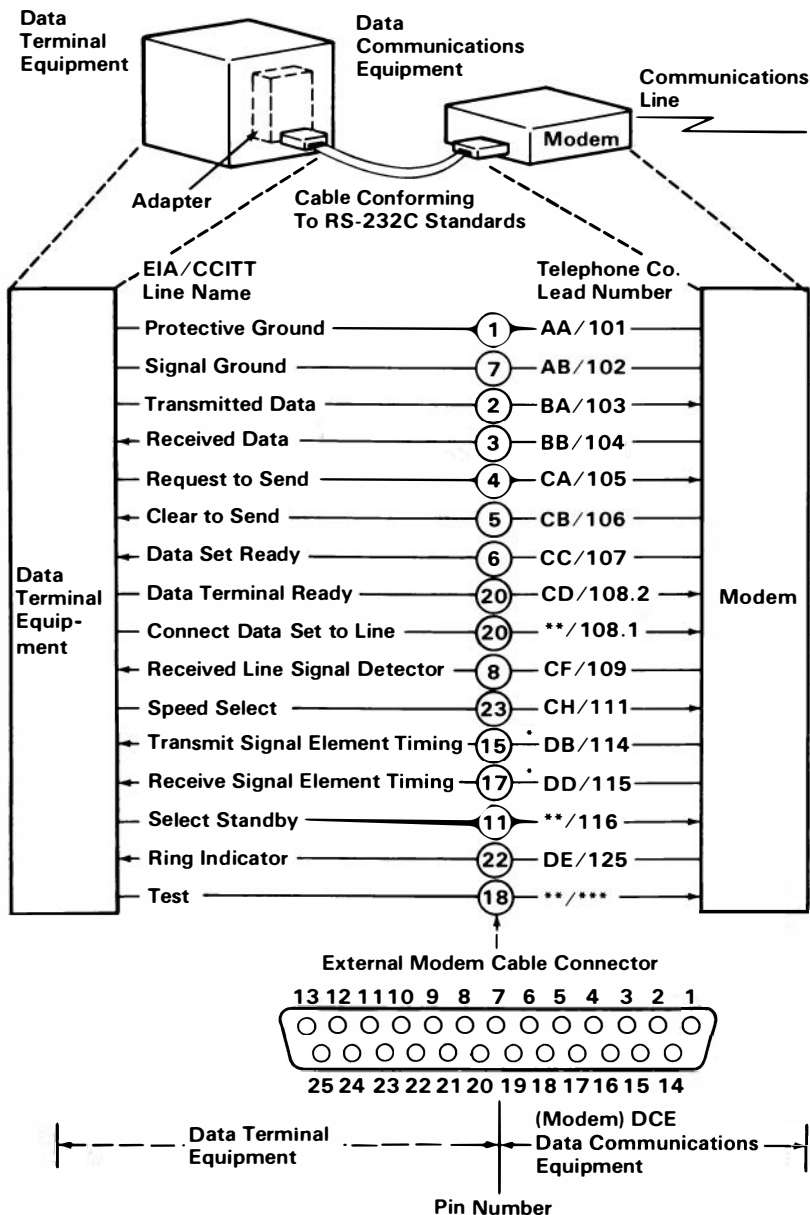 Data
Terminal
Equipment
Data
Communications
Equipment
Communications
Line
Modem
Adapter
Cable Conforming
To RS-232C Standards
EIA/CCITT
Line Name
Telephone Co.
Lead Number
Protective Ground 1 AA/101
Signal Ground 7 AB/102
Transmitted Data 2 BA/103
Received Data 3 BB/104
Request to Send 4 CA/105
Clear to Send 5 CB/106
Data Set Ready 6 CC/107
Data Terminal Ready 20 CD/108.2
Connect Data Set to Line 20 **/108.1
Received Line Signal Detector 8 CF/109
Speed Select 23 CH/111
Transmit Signal Element Timing 15 * DB/114
Receive Signal Element Timing 17 * DD/115
Select Standby 11 **/116
Ring Indicator 22 DE/125
Test 18 **/***
Data
Terminal
Equip-
ment
Modem
External Modem Cable Connector
13 12 11 10 9 8 7 6 5 4 3 2 1
25 24 23 22 21 20 19 18 17 16 15 14
Data Terminal
Equipment
(Modem) DCE
Data Communications
Equipment
Pin Number